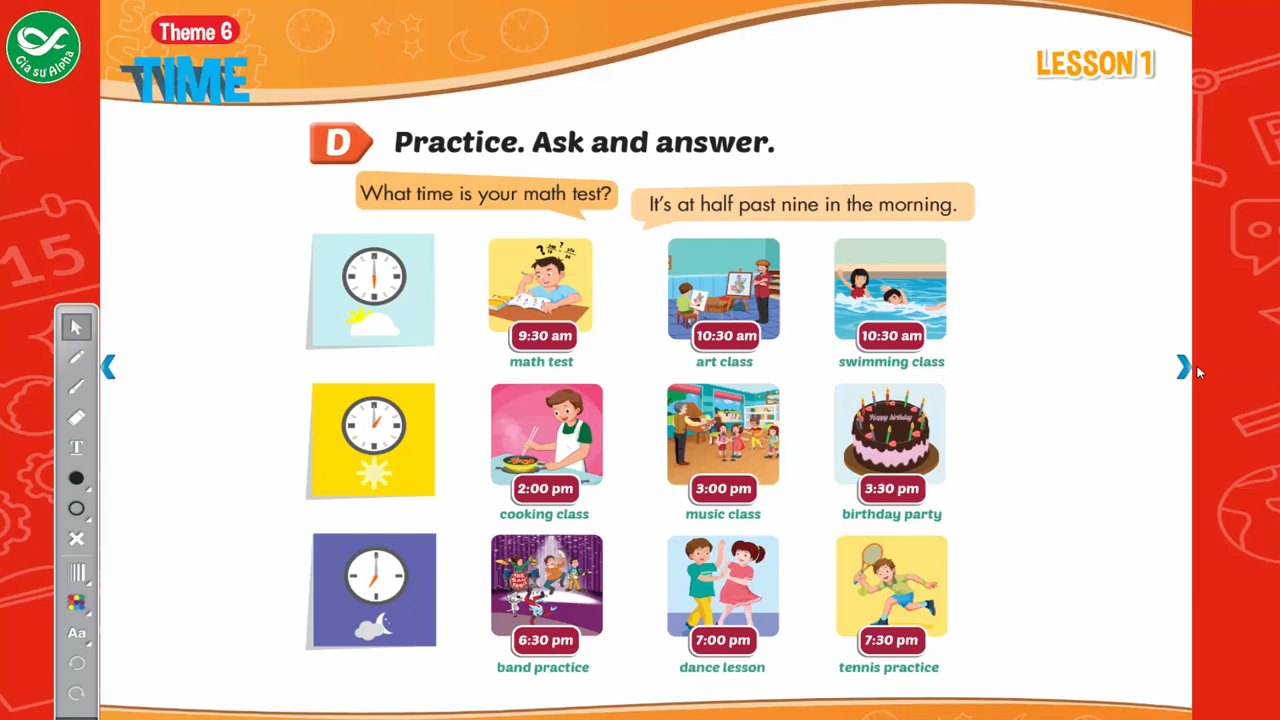 Gia sư Alpha
Theme 6
TIME
LESSON 1
D Practice. Ask and answer.
What time is your math test?
It's at half past nine in the morning.
9:30 am
math test
10:30 am
art class
10:30 am
swimming class
2:00 pm
cooking class
3:00 pm
music class
Happy birthday
3:30 pm
birthday party
6:30 pm
band practice
7:00 pm
dance lesson
7:30 pm
tennis practice
15
T
Aa